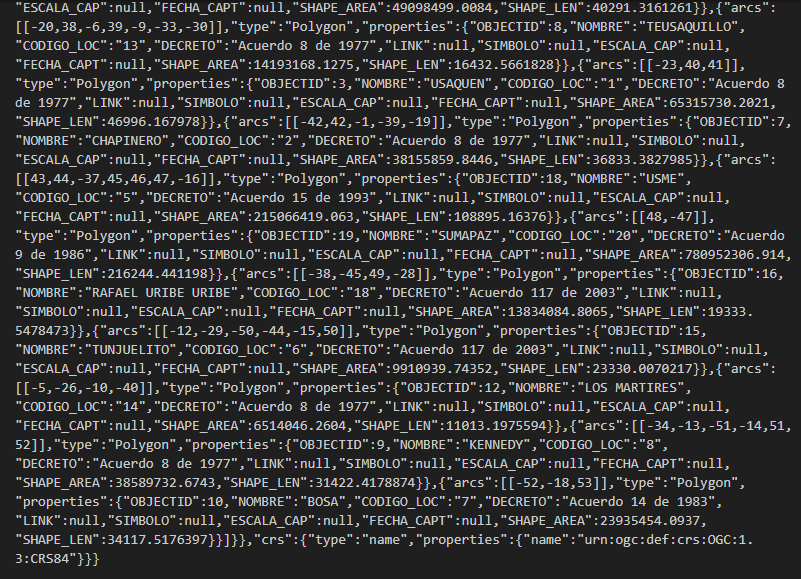 "ESCALA_CAP":null,"FECHA_CAPT":null,"SHAPE_AREA":49098499.0084,"SHAPE_LEN":40291.3161261}},{"arcs":
[[-20,38,-6,39,-9,-33,-30]],"type":"Polygon","properties":{"OBJECTID":8,"NOMBRE":"TEUSAQUILLO",
"CODIGO_LOC":"13","DECRETO":"Acuerdo 8 de 1977","LINK":null,"SIMBOLO":null,"ESCALA_CAP":null,
"FECHA_CAPT":null,"SHAPE_AREA":14193168.1275,"SHAPE_LEN":16432.5661828}},{"arcs":[[-23,40,41]],
"type":"Polygon","properties":{"OBJECTID":3,"NOMBRE":"USAQUEN","CODIGO_LOC":"1","DECRETO":"Acuerdo 8
de 1977","LINK":null,"SIMBOLO":null,"ESCALA_CAP":null,"FECHA_CAPT":null,"SHAPE_AREA":65315730.2021,
"SHAPE_LEN":46996.167978}},{"arcs":[[-42,42,-1,-39,-19]],"type":"Polygon","properties":{"OBJECTID":7,
"NOMBRE":"CHAPINERO","CODIGO_LOC":"2","DECRETO":"Acuerdo 8 de 1977","LINK":null,"SIMBOLO":null,
"ESCALA_CAP":null,"FECHA_CAPT":null,"SHAPE_AREA":38155859.8446,"SHAPE_LEN":36833.3827985}},{"arcs":
[[43,44,-37,45,46,47,-16]],"type":"Polygon","properties":{"OBJECTID":18,"NOMBRE":"USME",
"CODIGO_LOC":"5","DECRETO":"Acuerdo 15 de 1993","LINK":null,"SIMBOLO":null,"ESCALA_CAP":null,
"FECHA_CAPT":null,"SHAPE_AREA":215066419.063,"SHAPE_LEN":108895.16376}},{"arcs":[[48,-47]],
"type":"Polygon","properties":{"OBJECTID":19,"NOMBRE":"SUMAPAZ","CODIGO_LOC":"20","DECRETO":"Acuerdo
9 de 1986","LINK":null,"SIMBOLO":null,"ESCALA_CAP":null,"FECHA_CAPT":null,"SHAPE_AREA":780952306.914,
"SHAPE_LEN":216244.441198}},{"arcs":[[-38,-45,49,-28]],"type":"Polygon","properties":{"OBJECTID":16,
"NOMBRE":"RAFAEL URIBE URIBE","CODIGO_LOC":"18","DECRETO":"Acuerdo 117 de 2003","LINK":null,
"SIMBOLO":null,"ESCALA_CAP":null,"FECHA_CAPT":null,"SHAPE_AREA":13834084.8065,"SHAPE_LEN":19333.
5478473}},{"arcs":[[-12,-29,-50,-44,-15,50]],"type":"Polygon","properties":{"OBJECTID":15,
"NOMBRE":"TUNJUELITO","CODIGO_LOC":"6","DECRETO":"Acuerdo 117 de 2003","LINK":null,"SIMBOLO":null,
"ESCALA_CAP":null,"FECHA_CAPT":null,"SHAPE_AREA":9910939.74352,"SHAPE_LEN":23330.0070217}},{"arcs":
[[-5,-26,-10,-40]],"type":"Polygon","properties":{"OBJECTID":12,"NOMBRE":"LOS MARTIRES",
"CODIGO_LOC":"14","DECRETO":"Acuerdo 8 de 1977","LINK":null,"SIMBOLO":null,"ESCALA_CAP":null,
"FECHA_CAPT":null,"SHAPE_AREA":6514046.2604,"SHAPE_LEN":11013.1975594}},{"arcs":[[-34,-13,-51,-14,51,
52]],"type":"Polygon","properties":{"OBJECTID":9,"NOMBRE":"KENNEDY","CODIGO_LOC":"8",
"DECRETO":"Acuerdo 8 de 1977","LINK":null,"SIMBOLO":null,"ESCALA_CAP":null,"FECHA_CAPT":null,
"SHAPE_AREA":38589732.6743,"SHAPE_LEN":31422.4178874}},{"arcs":[[-52,-18,53]],"type":"Polygon",
"properties":{"OBJECTID":10,"NOMBRE":"BOSA","CODIGO_LOC":"7","DECRETO":"Acuerdo 14 de 1983",
"LINK":null,"SIMBOLO":null,"ESCALA_CAP":null,"FECHA_CAPT":null,"SHAPE_AREA":23935454.0937,
"SHAPE_LEN":34117.5176397}}]}},"crs":{"type":"name","properties":{"name":"urn:ogc:def:crs:OGC:1.
3:CRS84"}}}